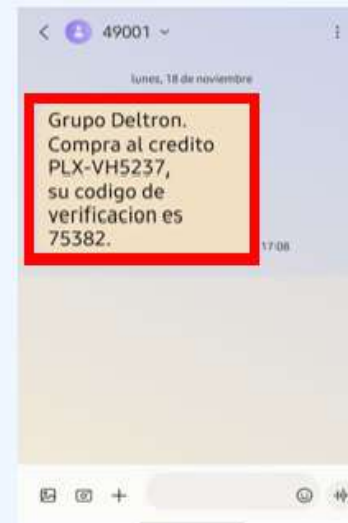 49001
lunes, 18 de noviembre
Grupo Deltron.
Compra al credito
PLX-VH5237,
su codigo de
verificacion es
75382.
17:08